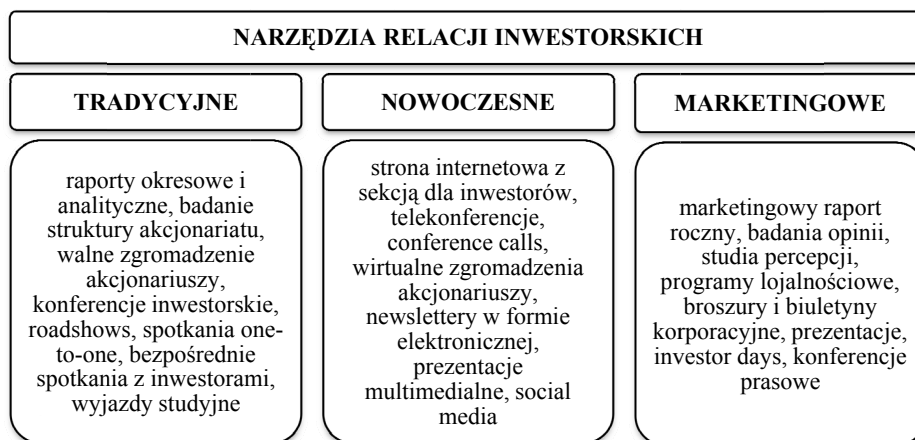 NARZĘDZIA RELACJI INWESTORSKICH
TRADYCYJNE
raporty okresowe i
analityczne, badanie
struktury akcjonariatu,
walne zgromadzenie
akcjonariuszy,
konferencje inwestorskie,
roadshows, spotkania one-
to-one, bezpośrednie
spotkania z inwestorami,
wyjazdy studyjne
NOWOCZESNE
strona internetowa z
sekcją dla inwestorów,
telekonferencje,
conference calls,
wirtualne zgromadzenia
akcjonariuszy,
newslettery w formie
elektronicznej,
prezentacje
multimedialne, social
media
MARKETINGOWE
marketingowy raport
roczny, badania opinii,
studia percepcji,
programy lojalnościowe,
broszury i biuletyny
korporacyjne, prezentacje,
investor days, konferencje
prasowe